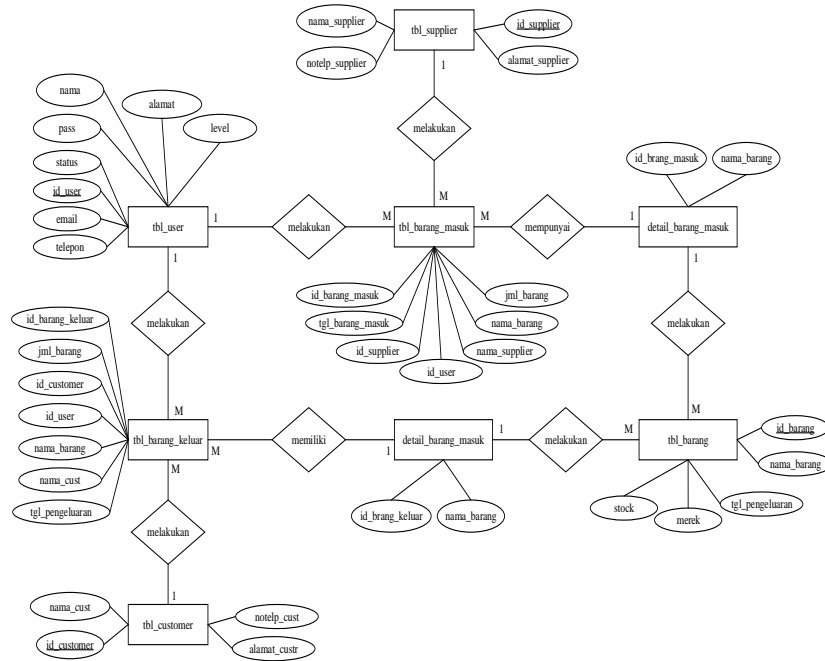 nama_supplier
tbl_supplier
id_supplier
notelp_supplier
alamat_supplier
1
nama
alamat
pass
level
melakukan
status
id_brang_masuk
nama_barang
id_user
M
email
tbl_user
1
melakukan
M
tbl_barang_masuk
M
mempunyai
1
detail_barang_masuk
telepon
1
1
id_barang_masuk
jml_barang
id_barang_keluar
melakukan
tgl_barang_masuk
nama_barang
melakukan
jml_barang
id_supplier
nama_supplier
id_user
id_customer
id_user
M
M
nama_barang
tbl_barang_keluar
M
memiliki
1
detail_barang_masuk
1
melakukan
M
tbl_barang
id_barang
nama_barang
nama_cust
M
tgl_pengeluaran
id_brang_keluar
nama_barang
stock
merek
tgl_pengeluaran
melakukan
1
nama_cust
tbl_customer
notelp_cust
id_customer
alamat_custr